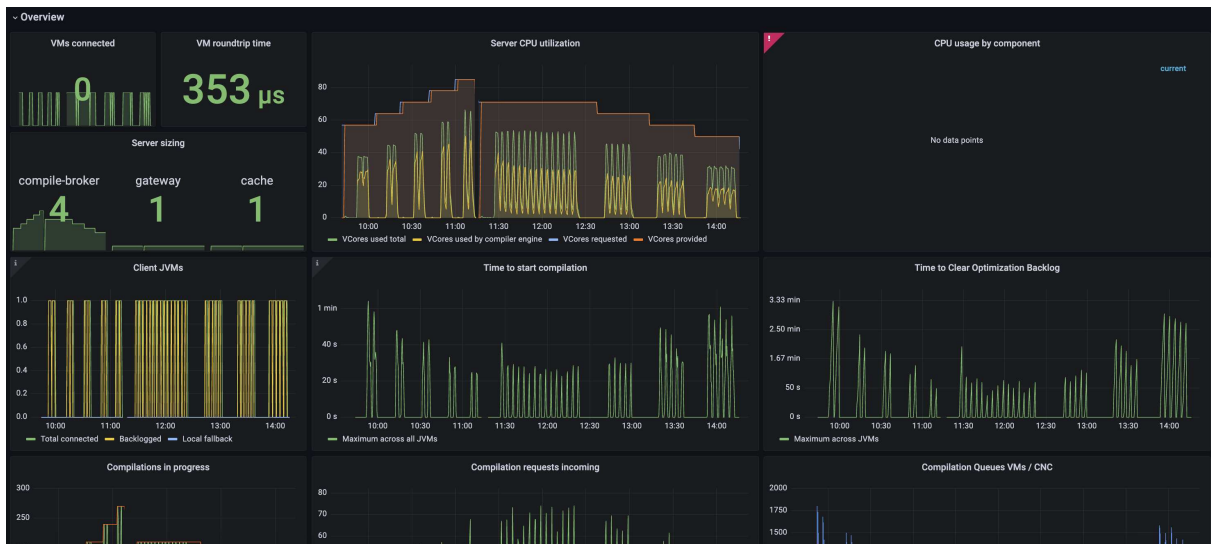 Overview
VMs connected
0
VM roundtrip time
353 µs
Server sizing
compile-broker gateway cache
4 1 1
Server CPU utilization
80
60
40
20
0
10:00 10:30 11:00 11:30 12:00 12:30 13:00 13:30 14:00
VCores used total VCores used by compiler engine VCores requested VCores provided
!
CPU usage by component
current
No data points
i
Client JVMs
1.0
0.8
0.6
0.4
0.2
0.0
10:00 11:00 12:00 13:00 14:00
Total connected Backlogged Local fallback
i
Time to start compilation
1 min
40 s
20 s
0 s
10:00 10:30 11:00 11:30 12:00 12:30 13:00 13:30 14:00
Maximum across all JVMs
Time to Clear Optimization Backlog
3.33 min
2.50 min
1.67 min
50 s
0 s
10:00 10:30 11:00 11:30 12:00 12:30 13:00 13:30 14:00
Maximum across JVMs
Compilations in progress
300
250
Compilation requests incoming
80
70
60
Compilation Queues VMs / CNC
2000
1750
1500